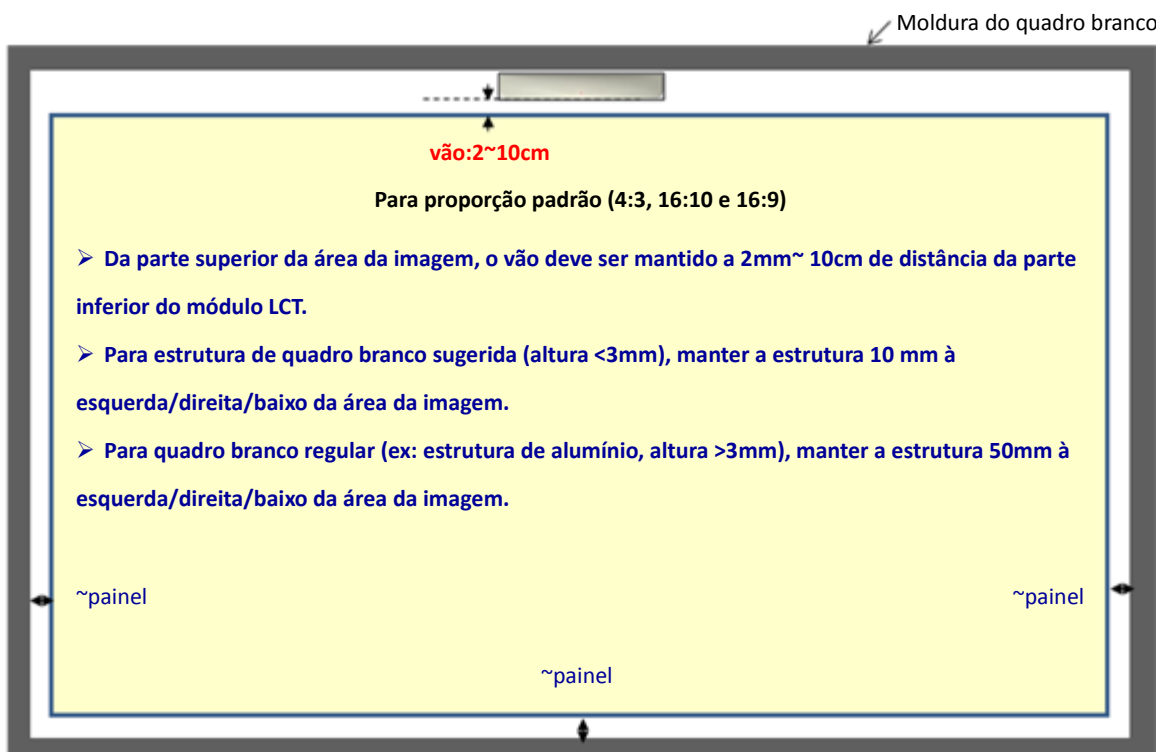 Moldura do quadro branco
vão:2~10cm
Para proporção padrão (4:3, 16:10 e 16:9)
➢ Da parte superior da área da imagem, o vão deve ser mantido a 2mm~ 10cm de distância da parte
inferior do módulo LCT.
➢ Para estrutura de quadro branco sugerida (altura <3mm), manter a estrutura 10 mm à
esquerda/direita/baixo da área da imagem.
➢ Para quadro branco regular (ex: estrutura de alumínio, altura >3mm), manter a estrutura 50mm à
esquerda/direita/baixo da área da imagem.
~painel
~painel
~painel